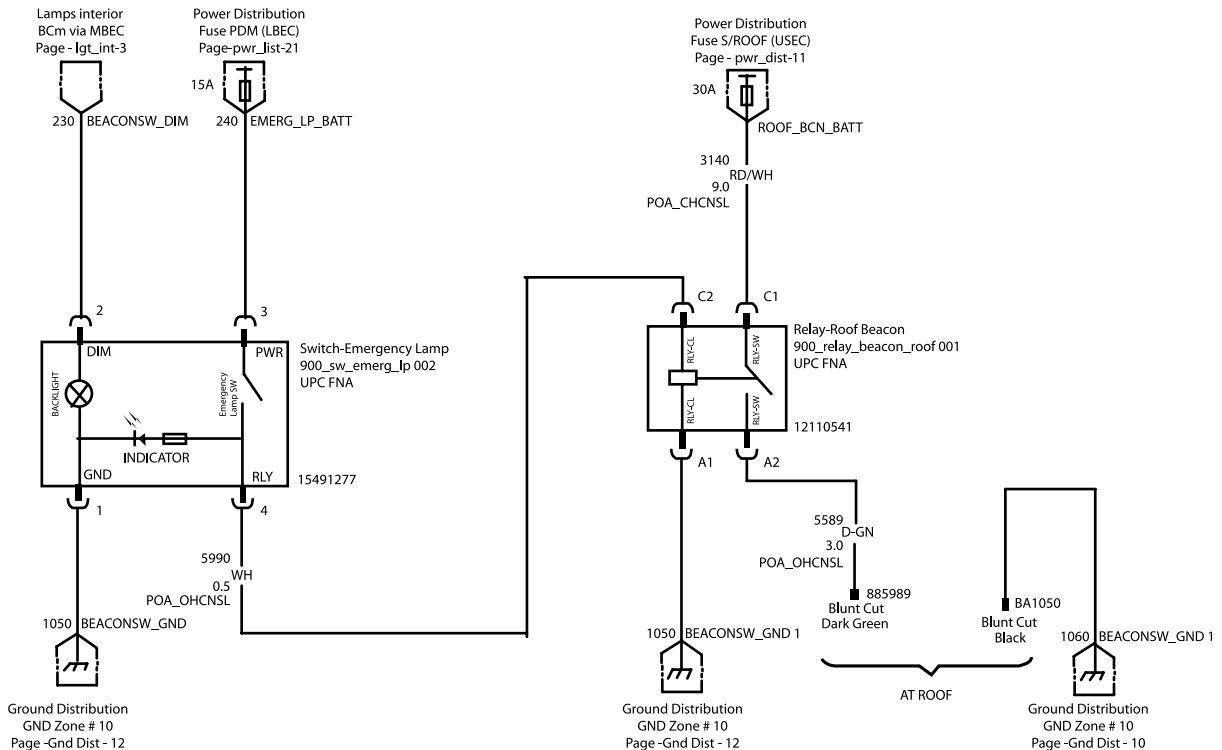 Lamps interior
BCm via MBEC
Page - lgt_int-3
Power Distribution
Fuse PDM (LBEC)
Page-pwr_list-21
15A
230
BEACONSW_DIM
240
EMERG_LP_BATT
Power Distribution
Fuse S/ROOF (USEC)
Page - pwr_dist-11
30A
ROOF_BCN_BATT
3140
RD/WH
9.0
POA_CHCNSL
2
3
DIM
PWR
BACKLIGHT
Emergency
Lamp SW
INDICATOR
GND
RLY
Switch-Emergency Lamp
900_sw_emerg_lp 002
UPC FNA
15491277
1
4
5990
WH
0.5
POA_OHCNSL
1050
BEACONSW_GND
Ground Distribution
GND Zone # 10
Page -Gnd Dist - 12
C2
C1
RLY-CL
RLY-SW
RLY-CL
RLY-SW
Relay-Roof Beacon
900_relay_beacon_roof 001
UPC FNA
12110541
A1
A2
5589
D-GN
3.0
POA_OHCNSL
885989
Blunt Cut
Dark Green
BA1050
Blunt Cut
Black
AT ROOF
1050
BEACONSW_GND 1
Ground Distribution
GND Zone # 10
Page -Gnd Dist - 12
1060
BEACONSW_GND 1
Ground Distribution
GND Zone # 10
Page -Gnd Dist - 10